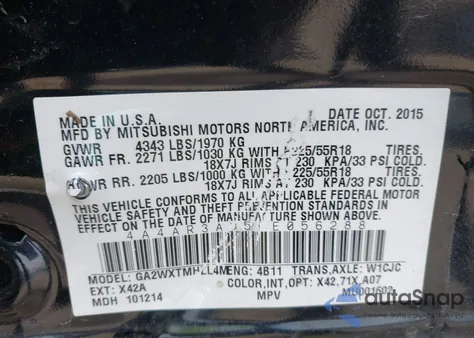 MADE IN U.S.A. DATE OCT. 2015
MFD BY MITSUBISHI MOTORS NORTH AMERICA, INC.
GVWR 4343 LBS/1970 KG
GAWR FR. 2271 LBS/1030 KG WITH P225/55R18 TIRES.
18X7J RIMS AT 230 KPA/33 PSI COLD.
RR. 2205 LBS/1000 KG WITH 225/55R18 TIRES.
18X7J RIMS AT 230 KPA/33 PSI COLD.
THIS VEHICLE CONFORMS TO ALL APPLICABLE FEDERAL MOTOR
VEHICLE SAFETY AND THEFT PREVENTION STANDARDS IN
EFFECT ON THE DATE OF MANUFACTURE SHOWN ABOVE.
MODEL: ENG: 4B11 TRANS,AXLE: W1CJC
EXT: X42A COLOR,INT,OPT: X42,71X,A07
MDH 101214 MPV
autoSnap